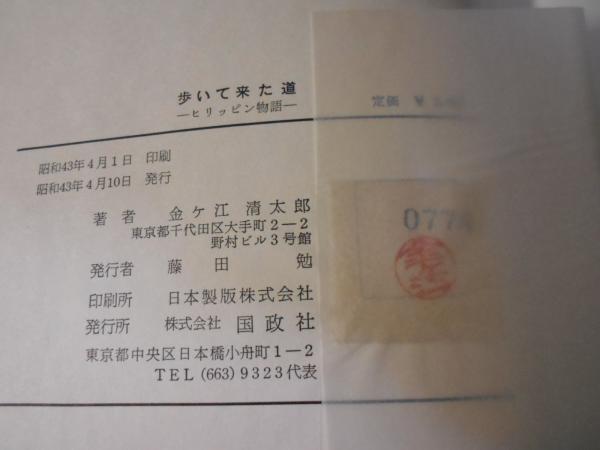 歩いて来た道
―ヒリッピン物語―
定価 ¥
昭和43年4月1日 印刷
昭和43年4月10日 発行
著者 金ケ江 清太郎
東京都千代田区大手町2―2
野村ビル3号館
発行者 藤田 勉
印刷所 日本製版株式会社
発行所 株式会社 国政社
東京都中央区日本橋小舟町1―2
TEL (663) 9323代表